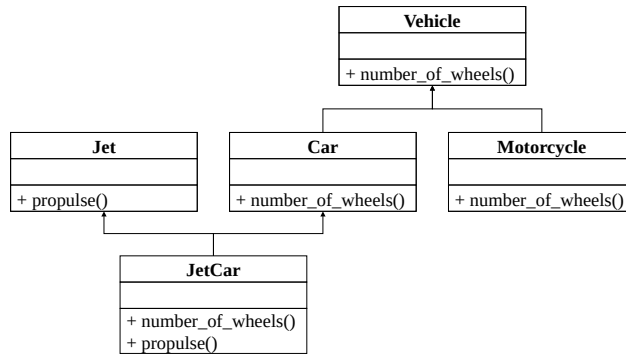 Vehicle
+ number_of_wheels()
Jet
+ propulse()
Car
+ number_of_wheels()
Motorcycle
+ number_of_wheels()
JetCar
+ number_of_wheels()
+ propulse()